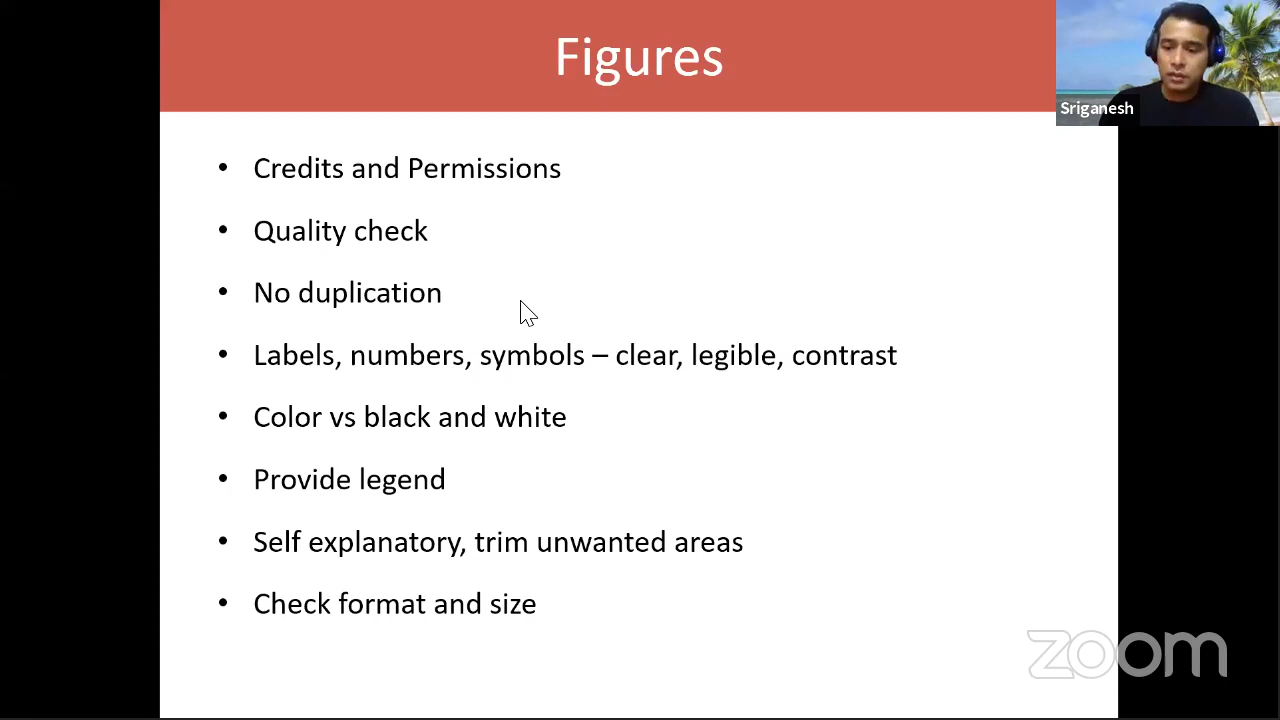 Figures
Sriganesh
• Credits and Permissions
• Quality check
• No duplication
• Labels, numbers, symbols – clear, legible, contrast
• Color vs black and white
• Provide legend
• Self explanatory, trim unwanted areas
• Check format and size
zoom